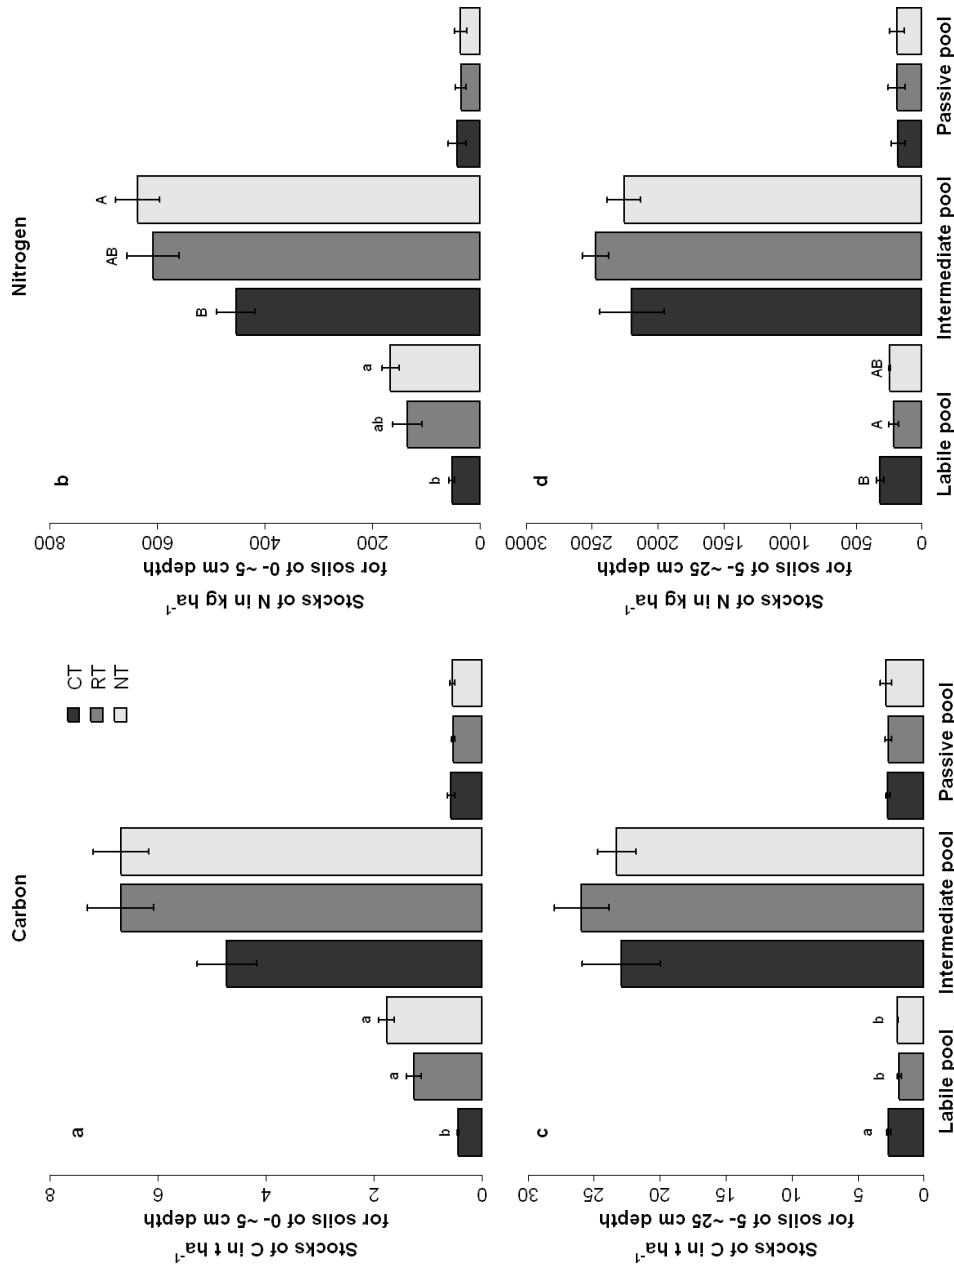 Carbon
Nitrogen
a
CT
RT
NT
Stocks of C in t ha-1
for soils of 0- ~5 cm depth
8
6
4
2
0
b
a
a
b
Stocks of N in kg ha-1
for soils of 0- ~5 cm depth
800
600
400
200
0
b
ab
a
B
AB
A
c
Stocks of C in t ha-1
for soils of 5- ~25 cm depth
30
25
20
15
10
5
0
a
b
b
Labile pool
Intermediate pool
Passive pool
d
Stocks of N in kg ha-1
for soils of 5- ~25 cm depth
3000
2500
2000
1500
1000
500
0
B
A
AB
Labile pool
Intermediate pool
Passive pool